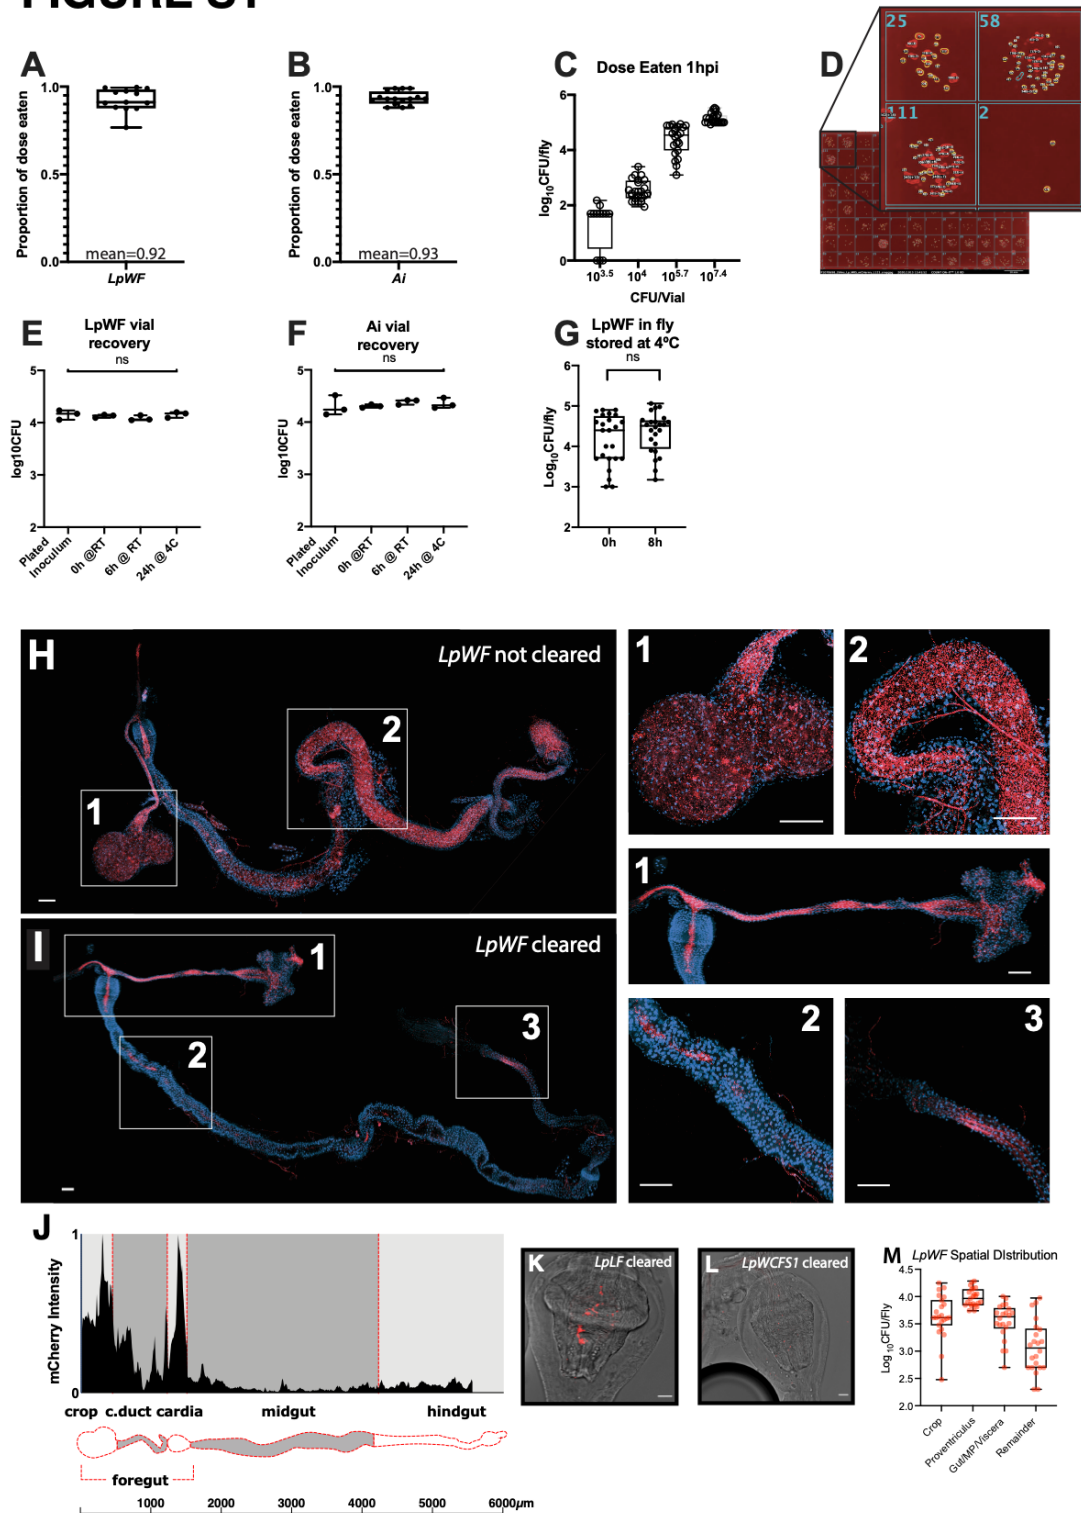 FIGURE S1
A
Proportion of dose eaten
1.0
0.5
0.0
mean=0.92
LpWF
B
Proportion of dose eaten
1.0
0.5
0.0
mean=0.93
Ai
C
Dose Eaten 1hpi
log10CFU/fly
6
4
2
0
10^3.5 10^4 10^5.7 10^7.4
CFU/Vial
D
25
58
111
2
E
LpWF vial
recovery
ns
log10CFU
5
4
3
2
Plated
Inoculum
0h @RT
6h @ RT
24h @ 4C
F
Ai vial
recovery
ns
log10CFU
5
4
3
2
Plated
Inoculum
0h @RT
6h @ RT
24h @ 4C
G
LpWF in fly
stored at 4ºC
ns
Log10CFU/fly
6
5
4
3
2
0h 8h
H
LpWF not cleared
1
2
1
2
I
LpWF cleared
1
2
3
1
2
3
J
mCherry Intensity
1
0
crop c.duct cardia midgut hindgut
foregut
1000 2000 3000 4000 5000 6000µm
K
LpLF cleared
L
LpWCFS1 cleared
M
LpWF Spatial DIstribution
Log 10CFU/Fly
4.5
4.0
3.5
3.0
2.5
2.0
Crop
Proventriculus
Gut/MP/Viscera
Remainder